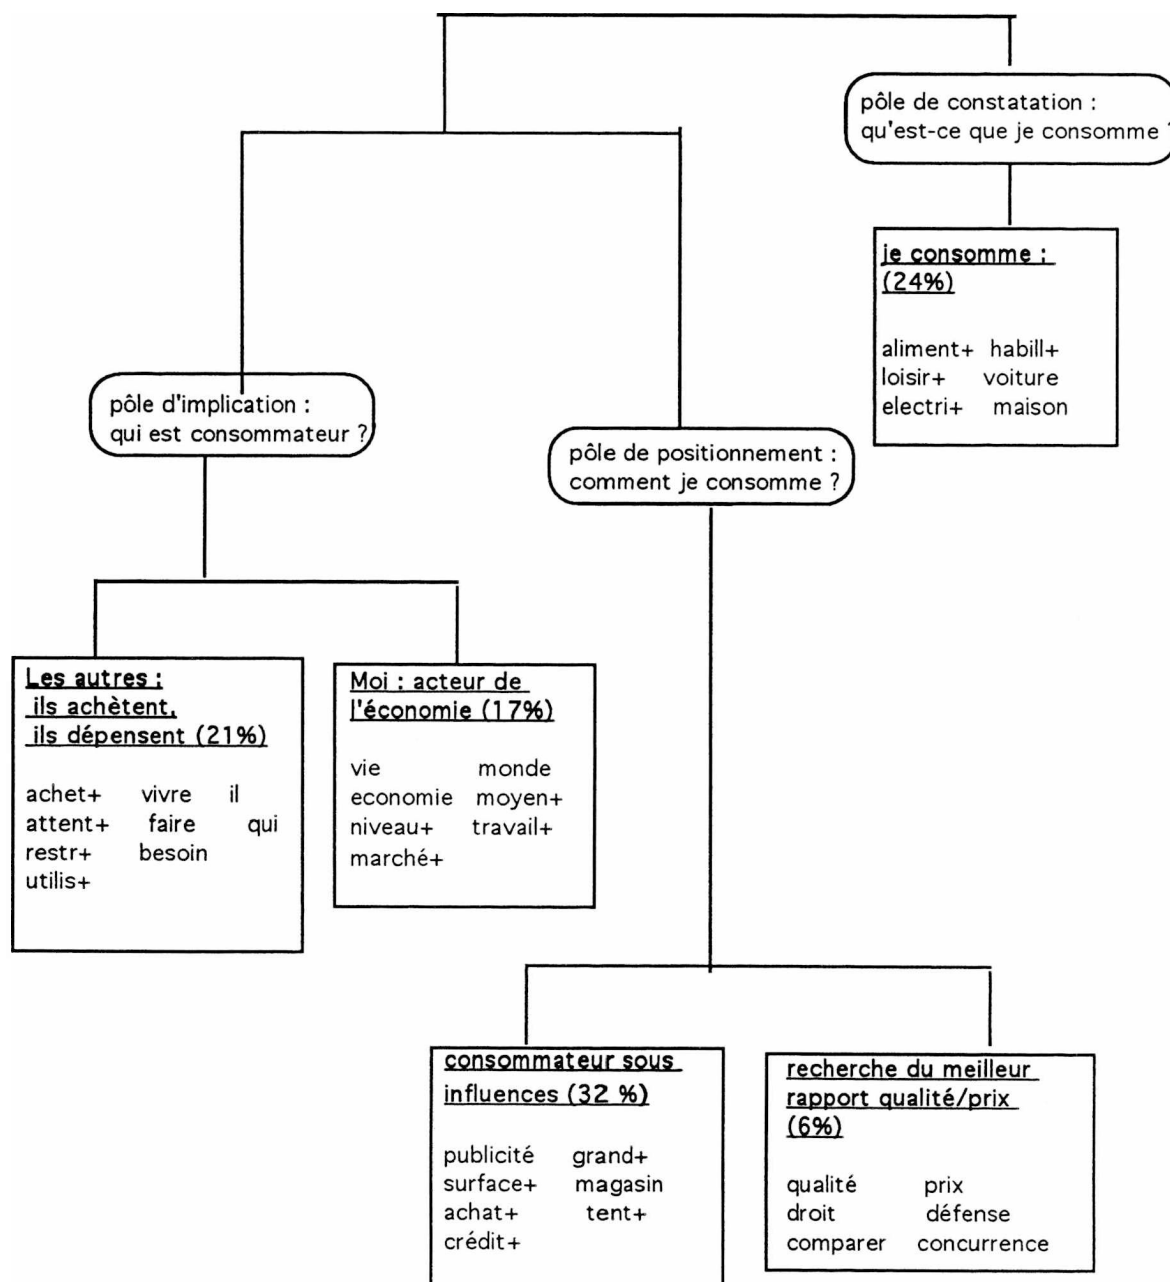 pôle de constatation :
qu'est-ce que je consomme ?
je consomme :
(24%)
aliment+ habill+
loisir+ voiture
electri+ maison
pôle d'implication :
qui est consommateur ?
pôle de positionnement :
comment je consomme ?
Les autres :
ils achètent,
ils dépensent (21%)
achet+ vivre il
attent+ faire qui
restr+ besoin
utilis+
Moi : acteur de
l'économie (17%)
vie monde
economie moyen+
niveau+ travail+
marché+
consommateur sous
influences (32 %)
publicité grand+
surface+ magasin
achat+ tent+
crédit+
recherche du meilleur
rapport qualité/prix
(6%)
qualité prix
droit défense
comparer concurrence